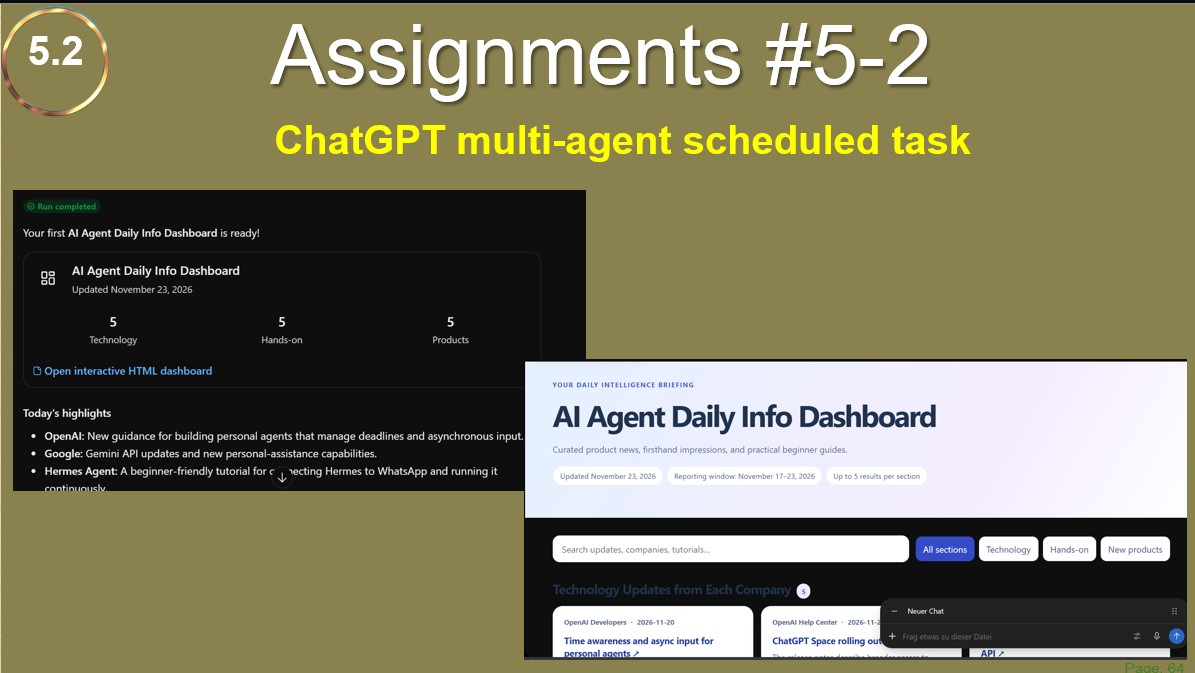 5.2
Assignments #5-2
ChatGPT multi-agent scheduled task
Run completed
Your first AI Agent Daily Info Dashboard is ready!
AI Agent Daily Info Dashboard
Updated November 23, 2026
5 5 5
Technology Hands-on Products
Open interactive HTML dashboard
Today's highlights
OpenAI: New guidance for building personal agents that manage deadlines and asynchronous input.
Google: Gemini API updates and new personal-assistance capabilities.
Hermes Agent: A beginner-friendly tutorial for connecting Hermes to WhatsApp and running it
continuously.
YOUR DAILY INTELLIGENCE BRIEFING
AI Agent Daily Info Dashboard
Curated product news, firsthand impressions, and practical beginner guides.
Updated November 23, 2026 Reporting window: November 17–23, 2026 Up to 5 results per section
Search updates, companies, tutorials... All sections Technology Hands-on New products
Technology Updates from Each Company 5
OpenAI Developers · 2026-11-20 OpenAI Help Center · 2026-11-2
Time awareness and async input for
personal agents ↗
ChatGPT Space rolling out
API ↗
Neuer Chat
Frag etwas zu dieser Datei
Page: 64